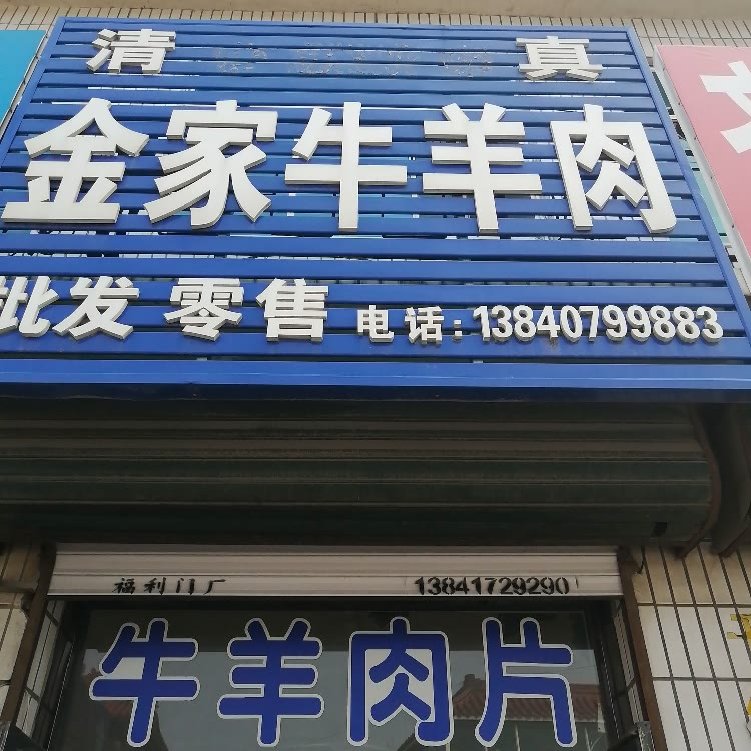 清 真
金家牛羊肉
批发 零售 电话:13840799883
福利门厂 13841729290
牛羊肉片